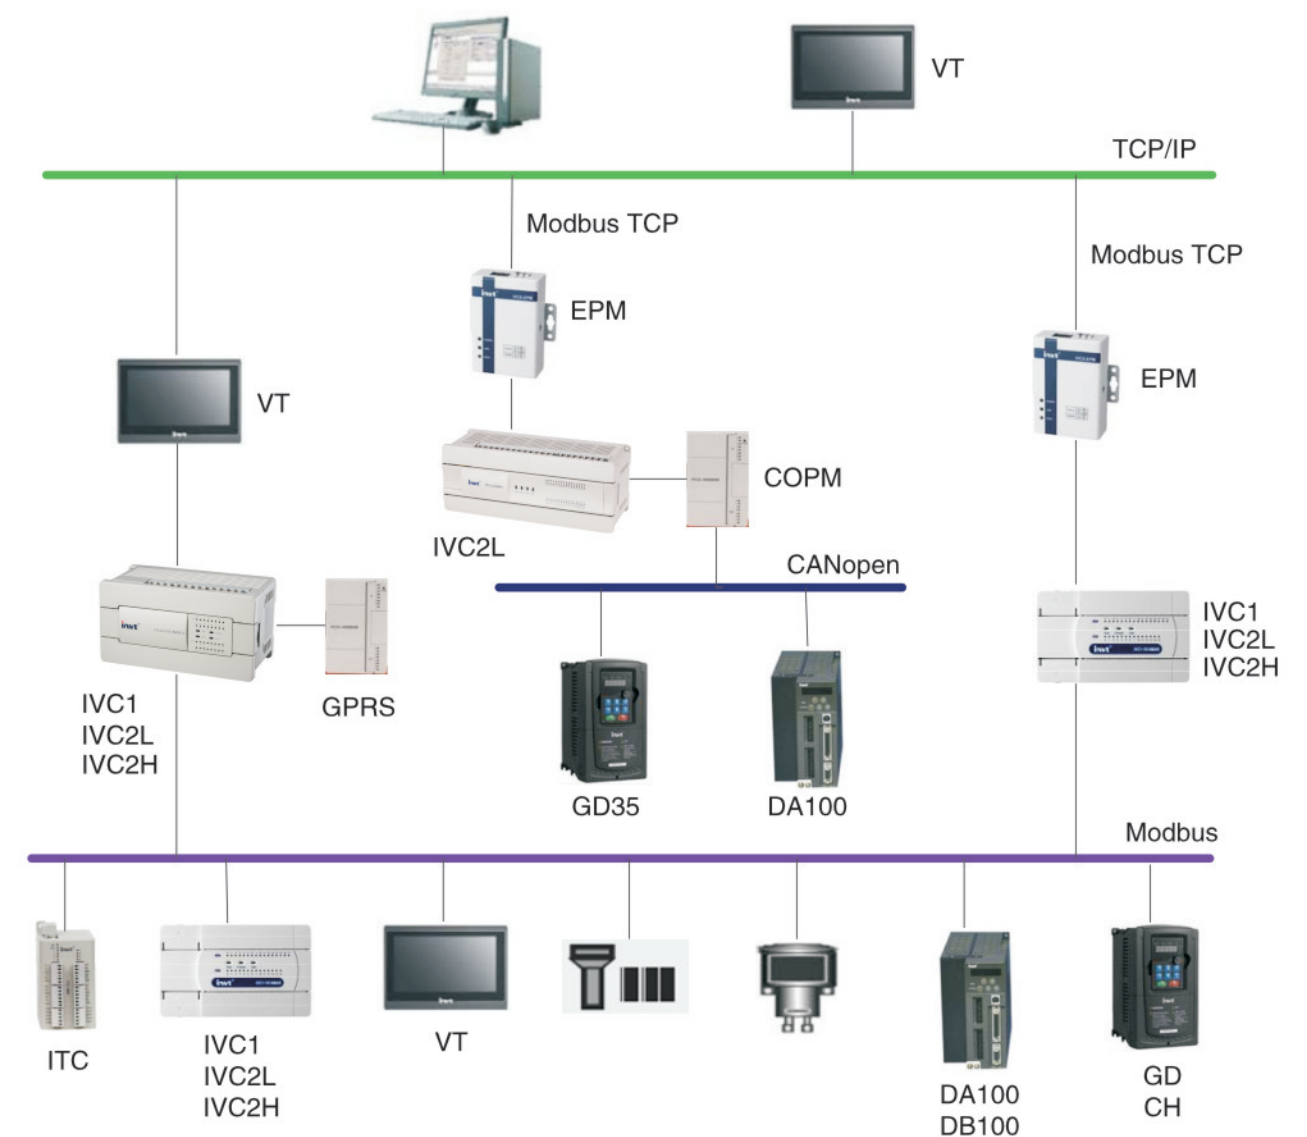 VT
TCP/IP
Modbus TCP
Modbus TCP
EPM
EPM
VT
COPM
IVC2L
CANopen
IVC1
IVC2L
IVC2H
GPRS
IVC1
IVC2L
IVC2H
GD35
DA100
Modbus
ITC
IVC1
IVC2L
IVC2H
VT
DA100
DB100
GD
CH